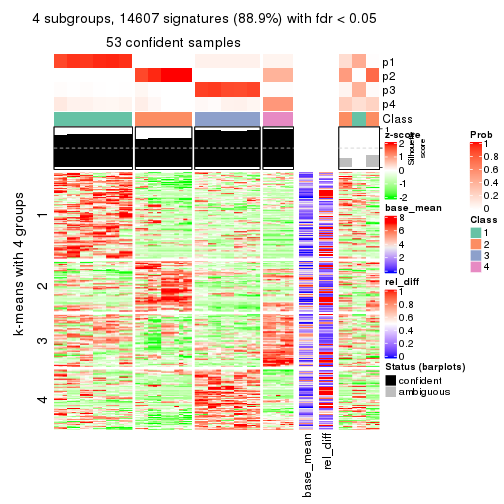 4 subgroups, 14607 signatures (88.9%) with fdr < 0.05
53 confident samples
p1
p2
p3
p4
Class
1
Silhouette
score
k-means with 4 groups
1
2
3
4
base_mean
rel_diff
z-score
2
1
0
-1
-2
base_mean
8
6
4
2
0
rel_diff
1
0.8
0.6
0.4
0.2
0
Status (barplots)
confident
ambiguous
Prob
1
0.8
0.6
0.4
0.2
0
Class
1
2
3
4